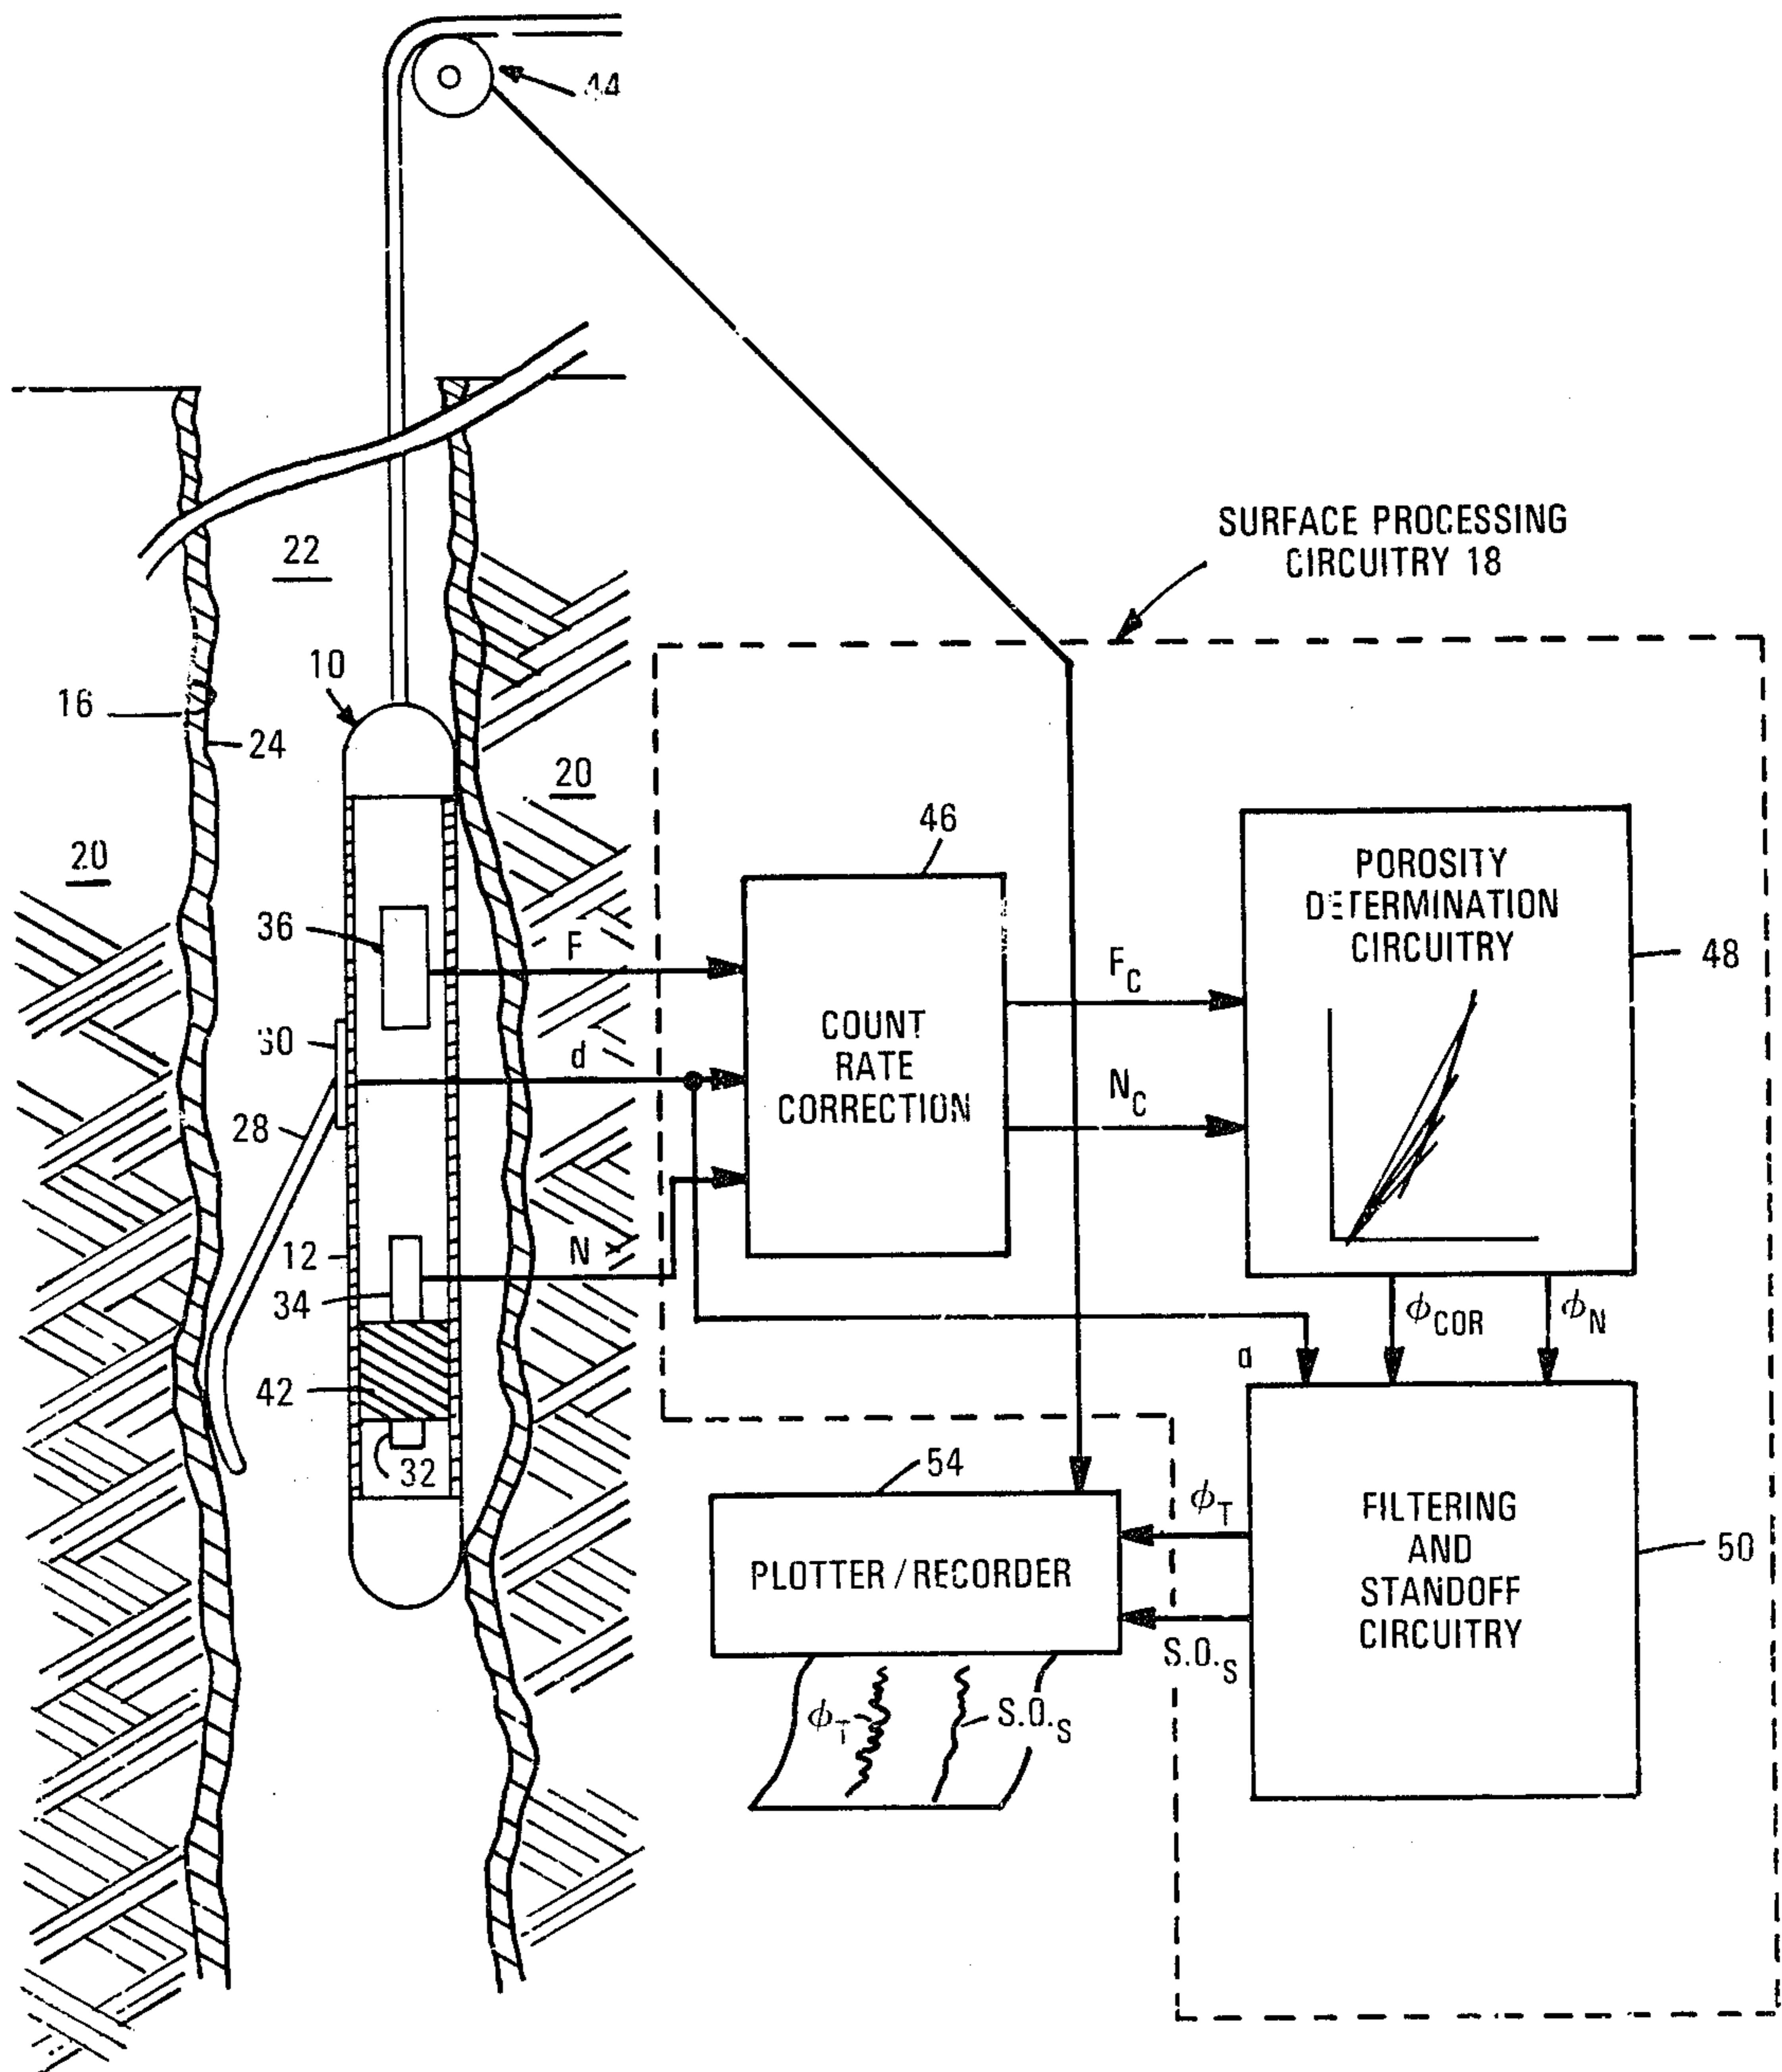 SURFACE PROCESSING
CIRCUITRY 18
22
10
16
24
20
20
46
POROSITY
DETERMINATION
CIRCUITRY
48
36
F
F_C
COUNT
RATE
CORRECTION
d
N_C
28
12
N
34
ϕ_COR
ϕ_N
d
42
32
54
ϕ_T
PLOTTER/RECORDER
FILTERING
AND
STANDOFF
CIRCUITRY
50
S.O._S
ϕ_T
S.O._S